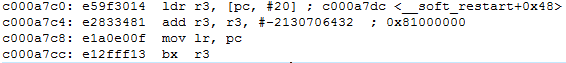 c000a7c0: e59f3014 ldr r3, [pc, #20] ; c000a7dc <__soft_restart+0x48>
c000a7c4: e2833481 add r3, r3, #-2130706432 ; 0x81000000
c000a7c8: e1a0e00f mov lr, pc
c000a7cc: e12fff13 bx r3